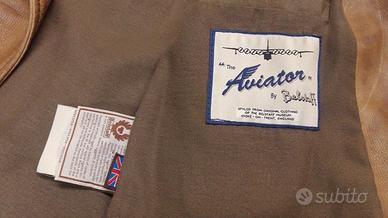 "The
Aviator"
By Belstaff
STYLED FROM ORIGINAL CLOTHING
OF THE BELSTAFF MUSEUM
STOKE - ON - TRENT, ENGLAND
subito